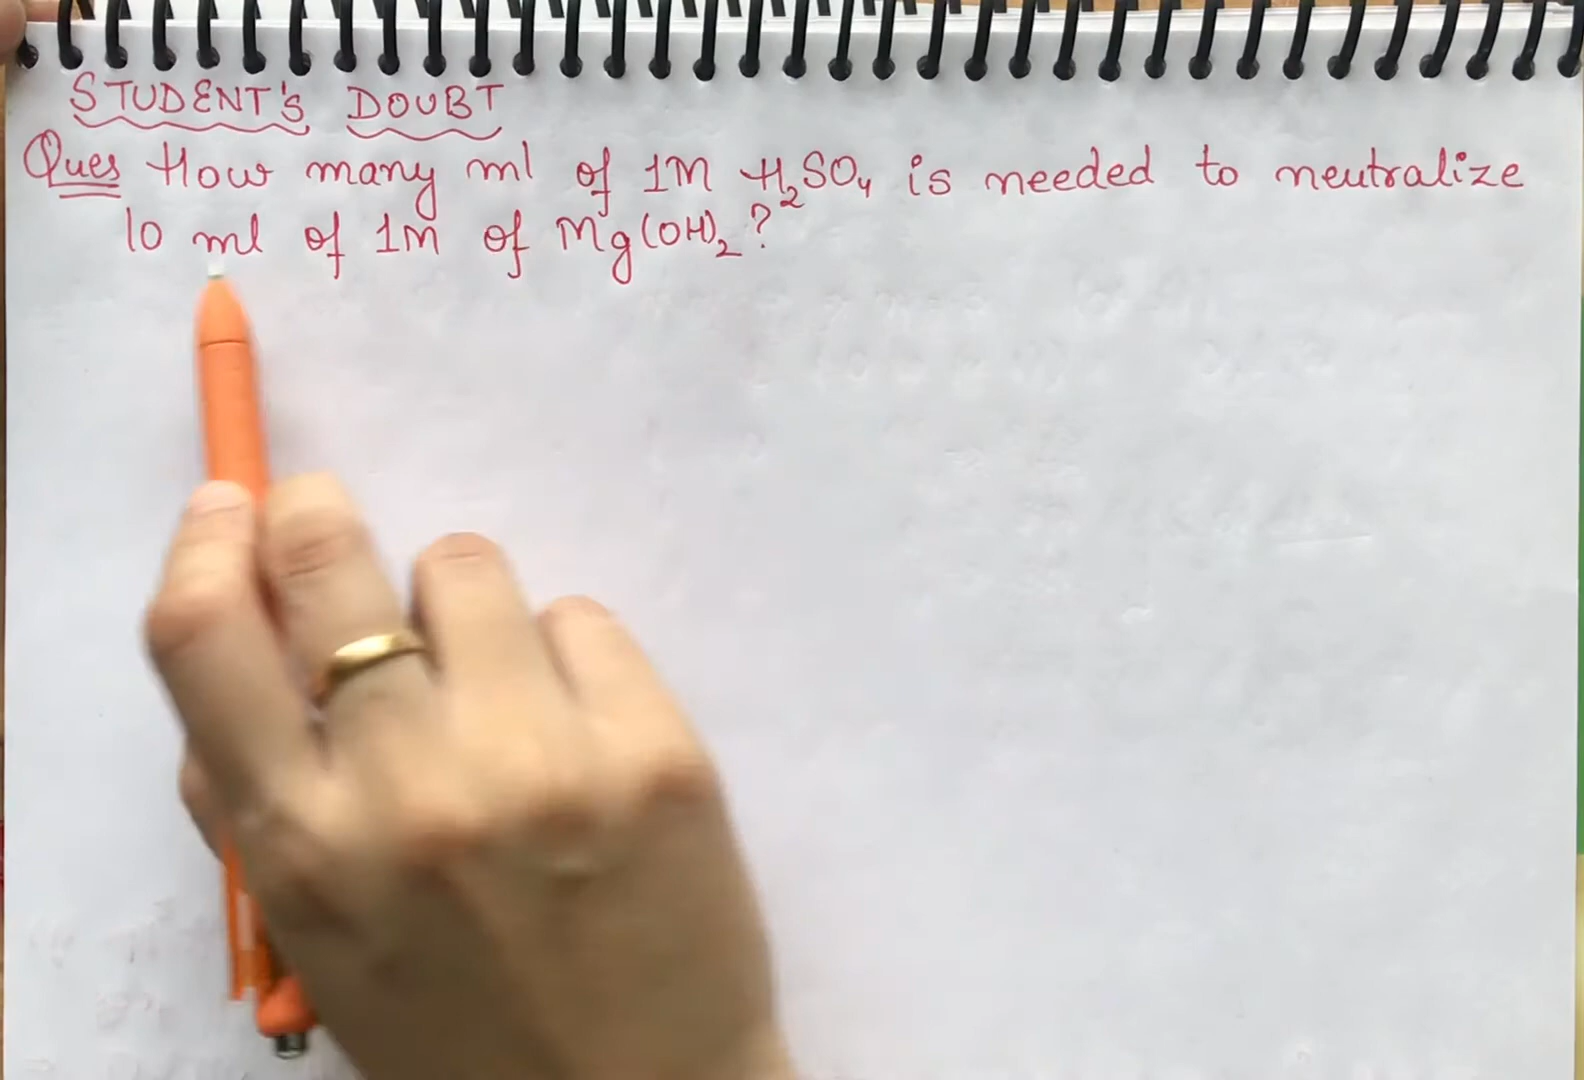 STUDENT'S DOUBT
Ques How many ml of 1M H₂SO₄ is needed to neutralize
10 ml of 1M of Mg(OH)₂?